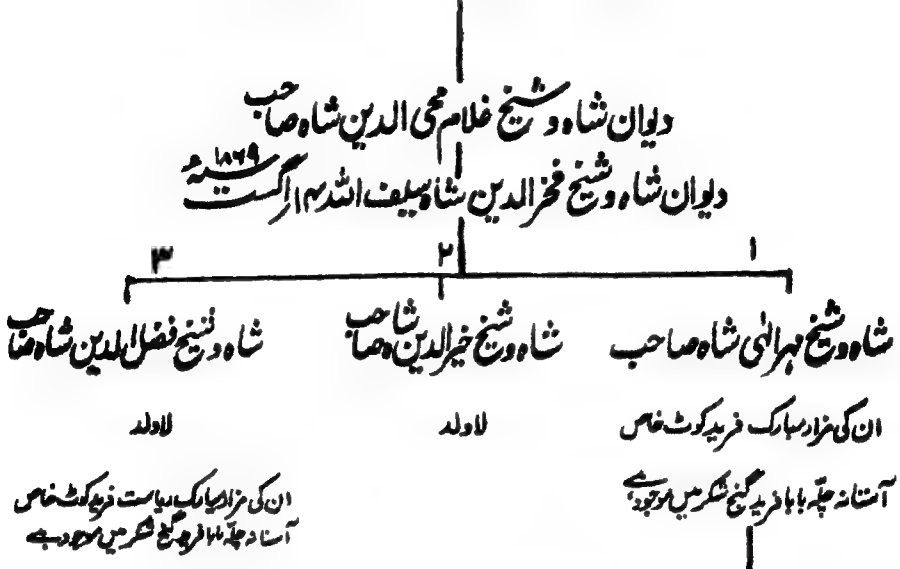 دیوان شاہ و شیخ غلام محی الدین شاہ صاحب
دیوان شاہ و شیخ فخر الدین شاہ سیف اللہ ۱۴ اگست ۱۸۶۹ء
۱
۲
۳
شاہ و شیخ مہر الٰہی شاہ صاحب
شاہ و شیخ خیر الدین شاہ صاحب
شاہ و شیخ فضل الدین شاہ صاحب
ان کی مزار مبارک فرید کوٹ خاص
لاولد
لاولد
آستانہ چلّہ بابا فرید گنج شکر میں موجود ہے
ان کی مزار مبارک ریاست فرید کوٹ خاص
آستانہ چلّہ بابا فرید گنج شکر میں موجود ہے